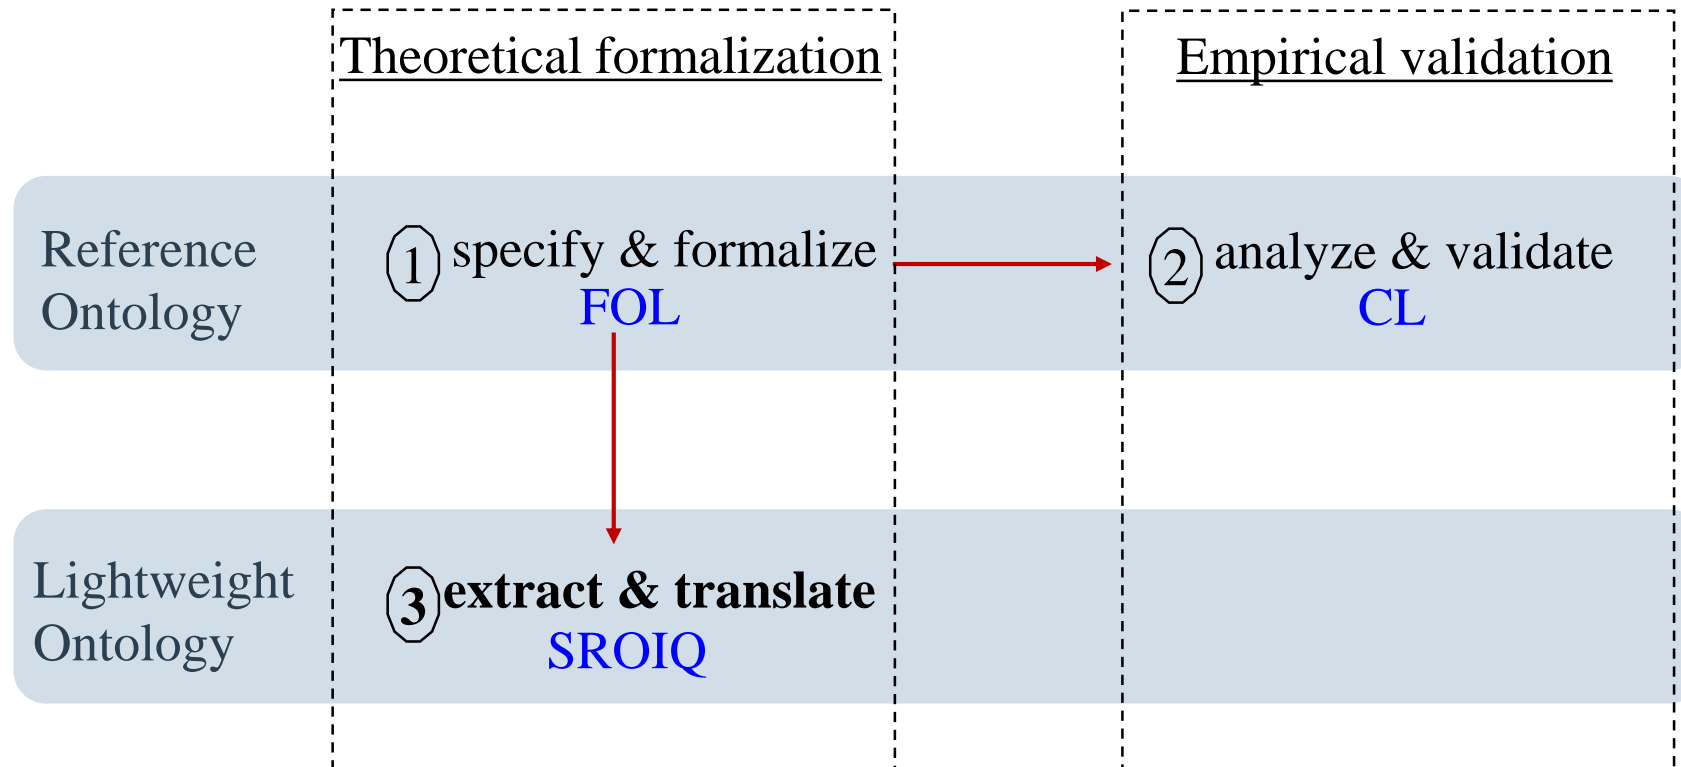 Theoretical formalization
Empirical validation
Reference
Ontology
1 specify & formalize
FOL
2 analyze & validate
CL
Lightweight
Ontology
3 extract & translate
SROIQ